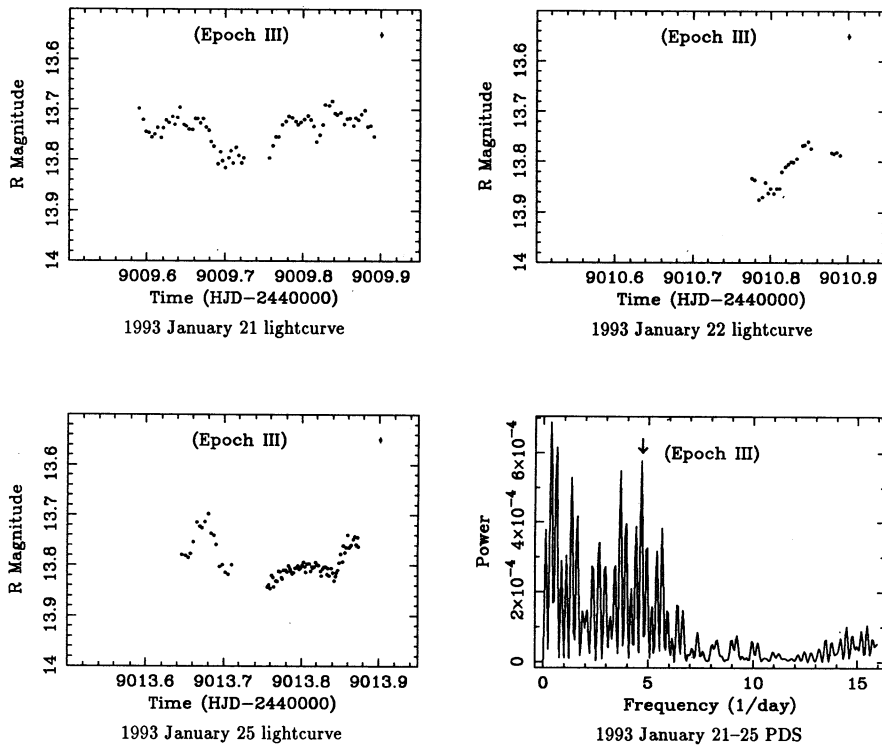 (Epoch III)
R Magnitude
13.6
13.7
13.8
13.9
14
9009.6 9009.7 9009.8 9009.9
Time (HJD−2440000)
1993 January 21 lightcurve
(Epoch III)
R Magnitude
13.6
13.7
13.8
13.9
14
9010.6 9010.7 9010.8 9010.9
Time (HJD−2440000)
1993 January 22 lightcurve
(Epoch III)
R Magnitude
13.6
13.7
13.8
13.9
14
9013.6 9013.7 9013.8 9013.9
Time (HJD−2440000)
1993 January 25 lightcurve
(Epoch III)
Power
6×10⁻⁴
4×10⁻⁴
2×10⁻⁴
0
0 5 10 15
Frequency (1/day)
1993 January 21–25 PDS